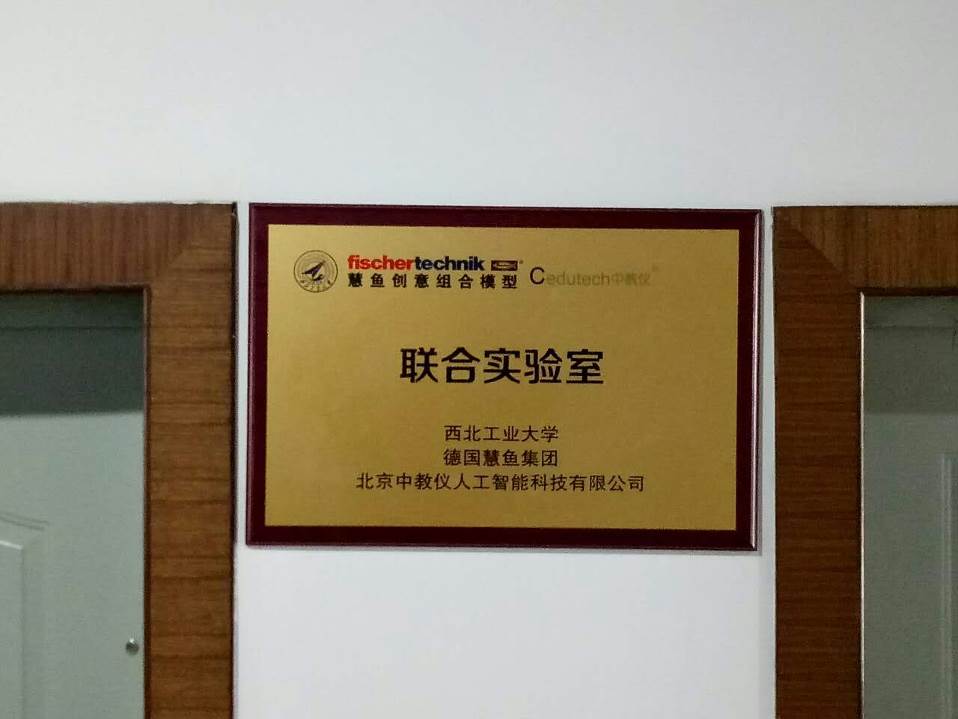 fischertechnik
慧鱼创意组合模型
Cedutech中教仪
联合实验室
西北工业大学
德国慧鱼集团
北京中教仪人工智能科技有限公司